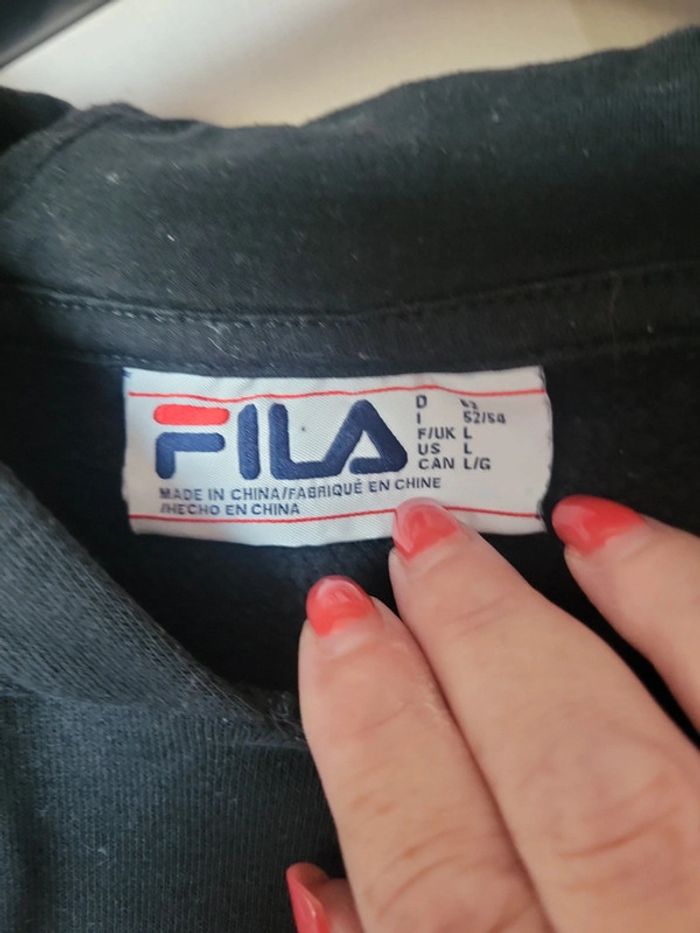 FILA
D
I 52/54
F/UK L
US L
CAN L/G
MADE IN CHINA/FABRIQUÉ EN CHINE
/HECHO EN CHINA